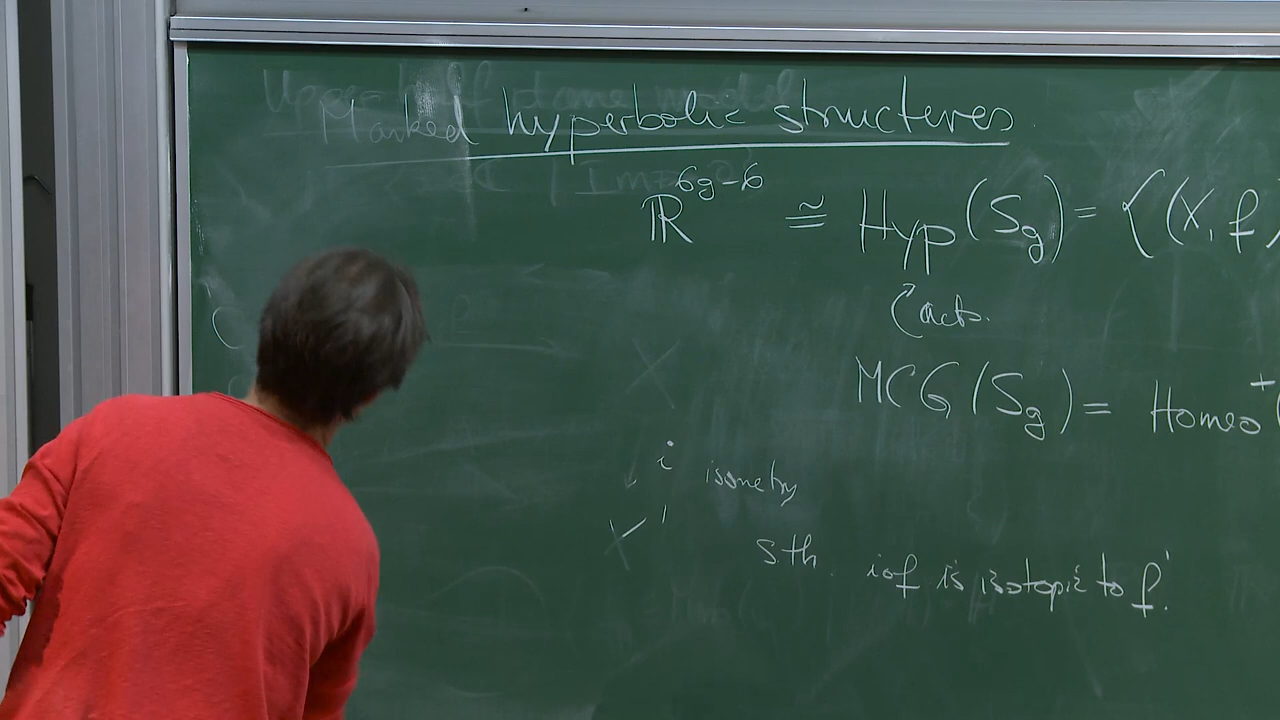 Marked hyperbolic structures
ℝ^{6g-6} ≅ Hyp(S_g) = {(X, f
acts.
MCG(S_g) = Homeo^+(
X
i isometry
X'
s.th. i∘f is isotopic to f'.